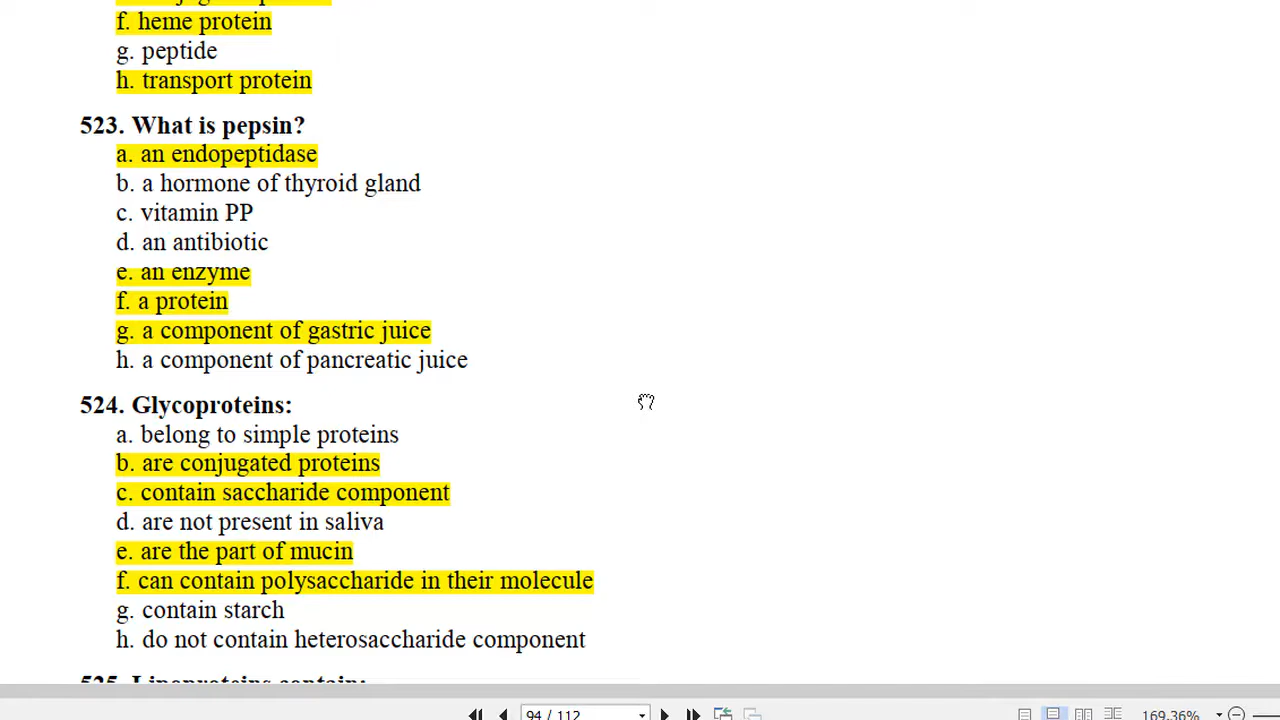 f. heme protein
g. peptide
h. transport protein
523. What is pepsin?
a. an endopeptidase
b. a hormone of thyroid gland
c. vitamin PP
d. an antibiotic
e. an enzyme
f. a protein
g. a component of gastric juice
h. a component of pancreatic juice
524. Glycoproteins:
a. belong to simple proteins
b. are conjugated proteins
c. contain saccharide component
d. are not present in saliva
e. are the part of mucin
f. can contain polysaccharide in their molecule
g. contain starch
h. do not contain heterosaccharide component
525. Lipoproteins contain:
94 / 112
169.36%